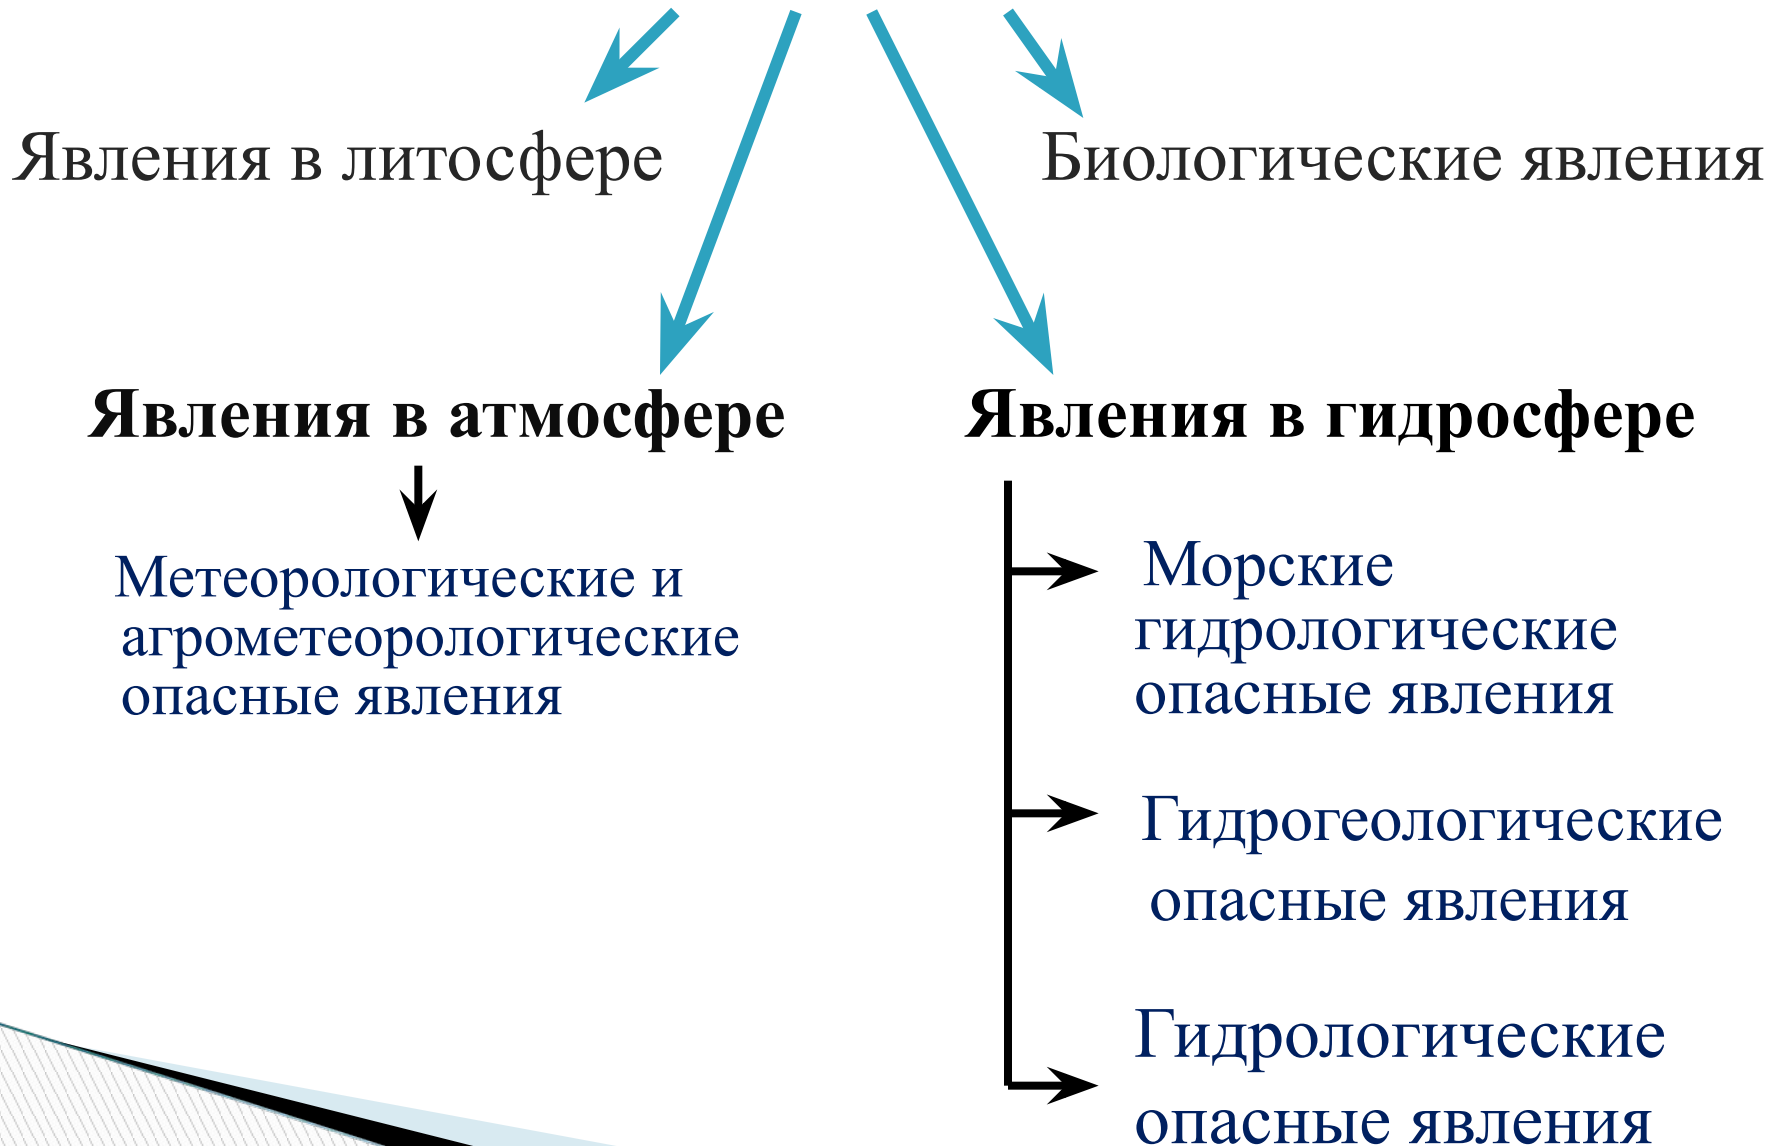 Явления в литосфере
Биологические явления
Явления в атмосфере
Явления в гидросфере
Метеорологические и
агрометеорологические
опасные явления
Морские
гидрологические
опасные явления
Гидрогеологические
опасные явления
Гидрологические
опасные явления